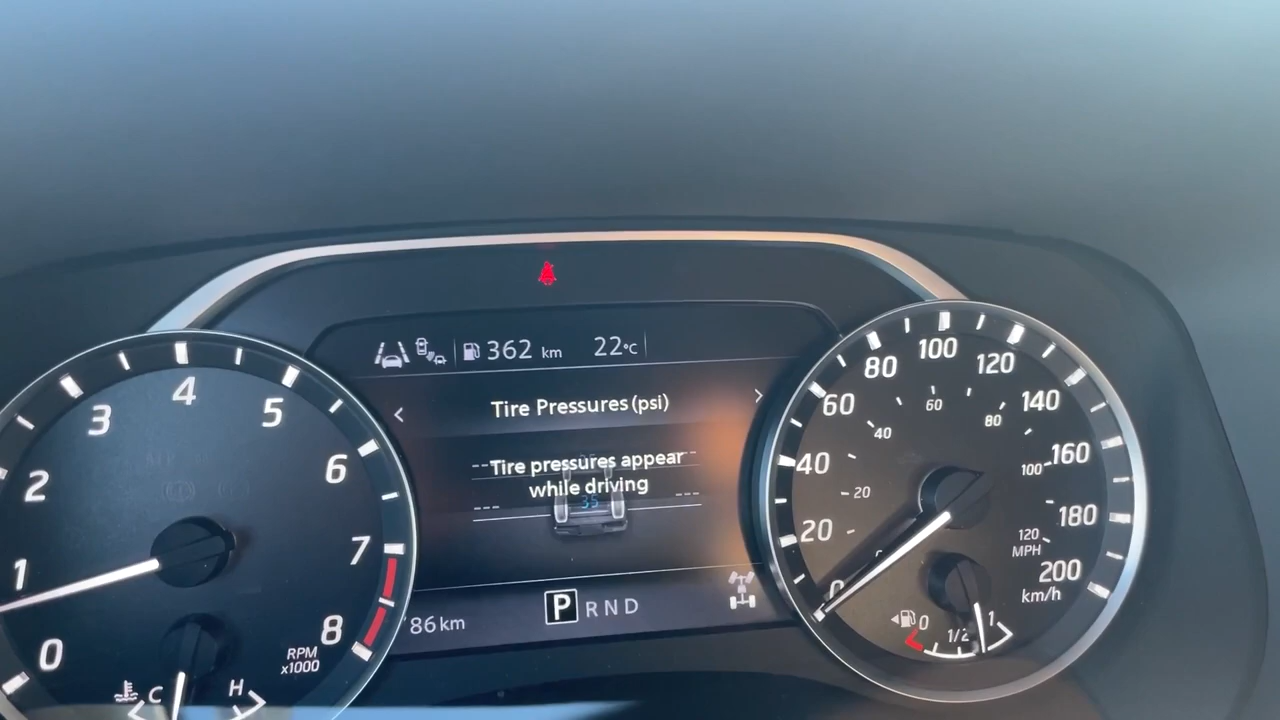 362 km 22°C
Tire Pressures (psi)
Tire pressures appear
while driving
35
86 km
P R N D
0
1
2
3
4
5
6
7
8
RPM
x1000
C
H
0
20
40
60
80
100
120
140
160
180
200
km/h
20
40
60
80
100
120
MPH
0
1/2
1